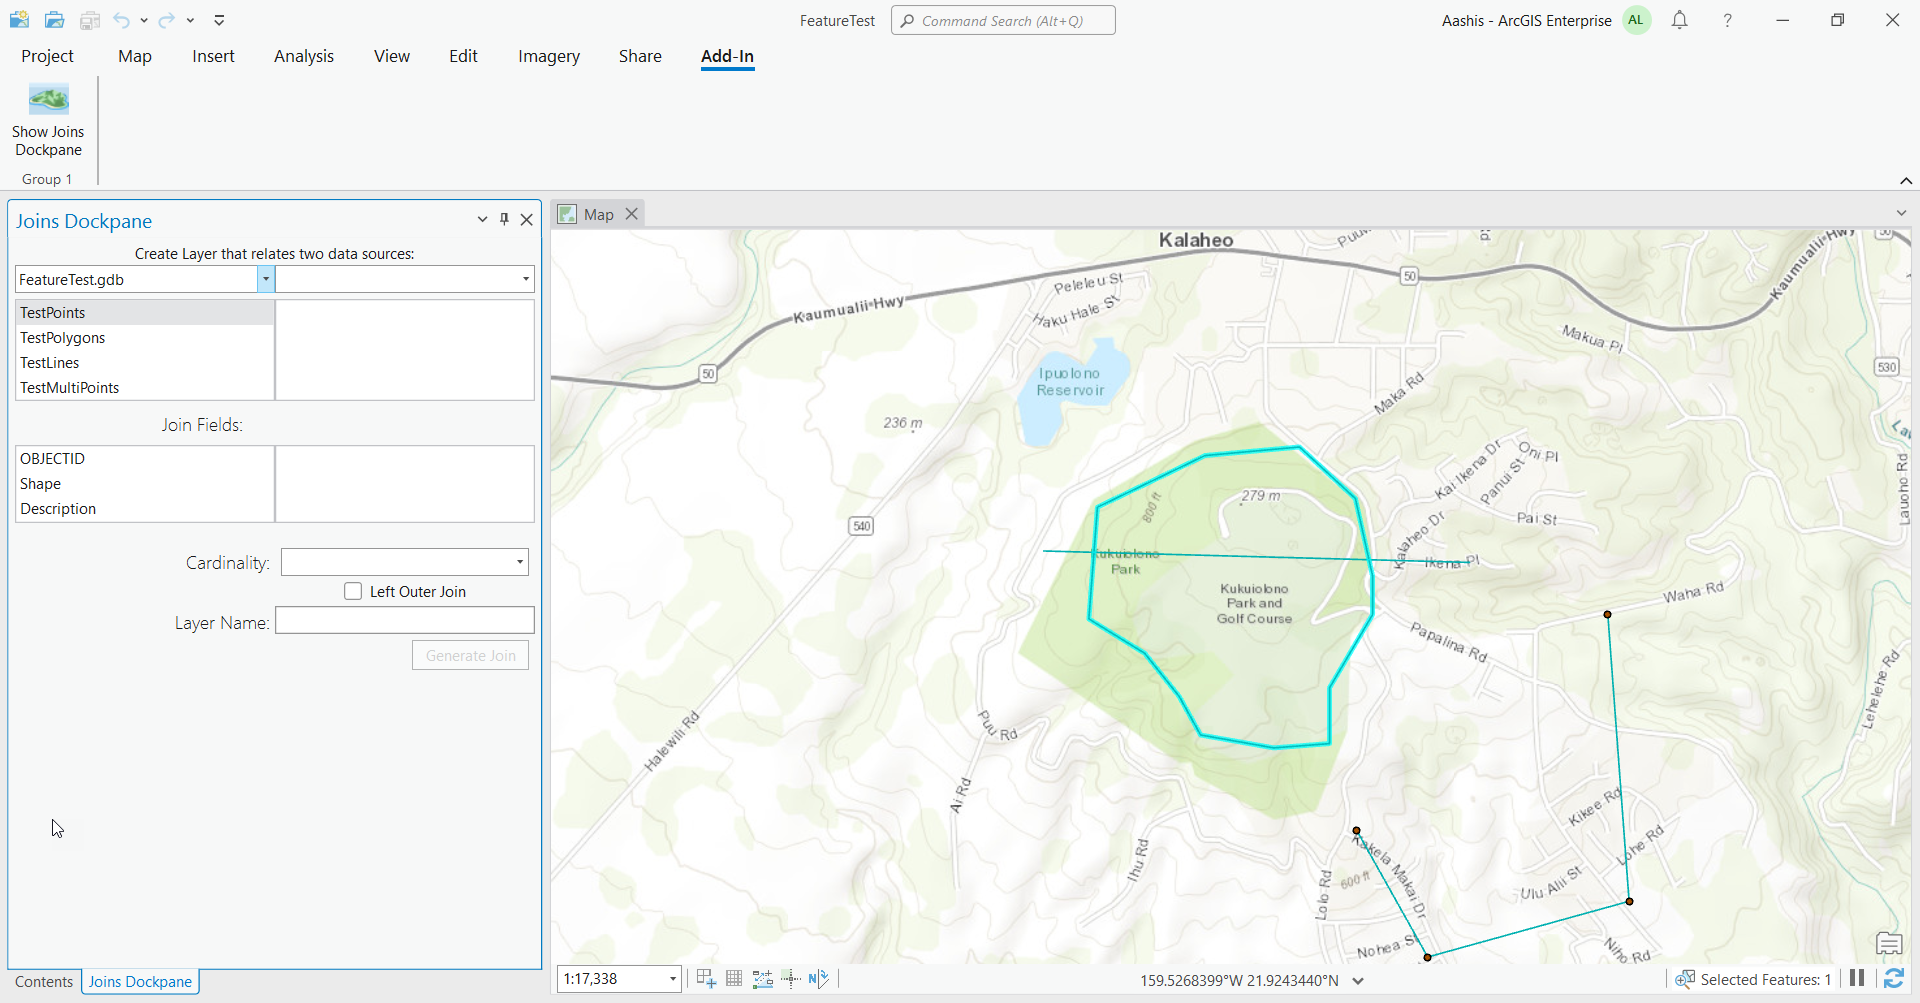 FeatureTest
Command Search (Alt+Q)
Aashis - ArcGIS Enterprise
AL
?
Project
Map
Insert
Analysis
View
Edit
Imagery
Share
Add-In
Show Joins
Dockpane
Group 1
Joins Dockpane
Create Layer that relates two data sources:
FeatureTest.gdb
TestPoints
TestPolygons
TestLines
TestMultiPoints
Join Fields:
OBJECTID
Shape
Description
Cardinality:
Left Outer Join
Layer Name:
Generate Join
Contents
Joins Dockpane
Map
Kalaheo
Kaumualii Hwy
50
Peleleu St
Haku Hale St
Kaumualii Hwy
50
50
Ipuolono
Reservoir
Makua Pl
530
Maka Rd
236 m
540
800 ft
279 m
Kukuiolono
Park
Kukuiolono
Park and
Golf Course
Kai Ikena Dr
Oni Pl
Panui St
Pai St
Kalaheo Dr
Ikena Pl
Lauoho Rd
Waha Rd
Papalina Rd
Lehelehe Rd
Halewili Rd
Puu Rd
Ai Rd
Ihu Rd
Kakela Makai Dr
600 ft
Lolo Rd
Nohea St
Kikee Rd
Lohe Rd
Ulu Alii St
Niho Rd
1:17,338
159.5268399°W 21.9243440°N
Selected Features: 1